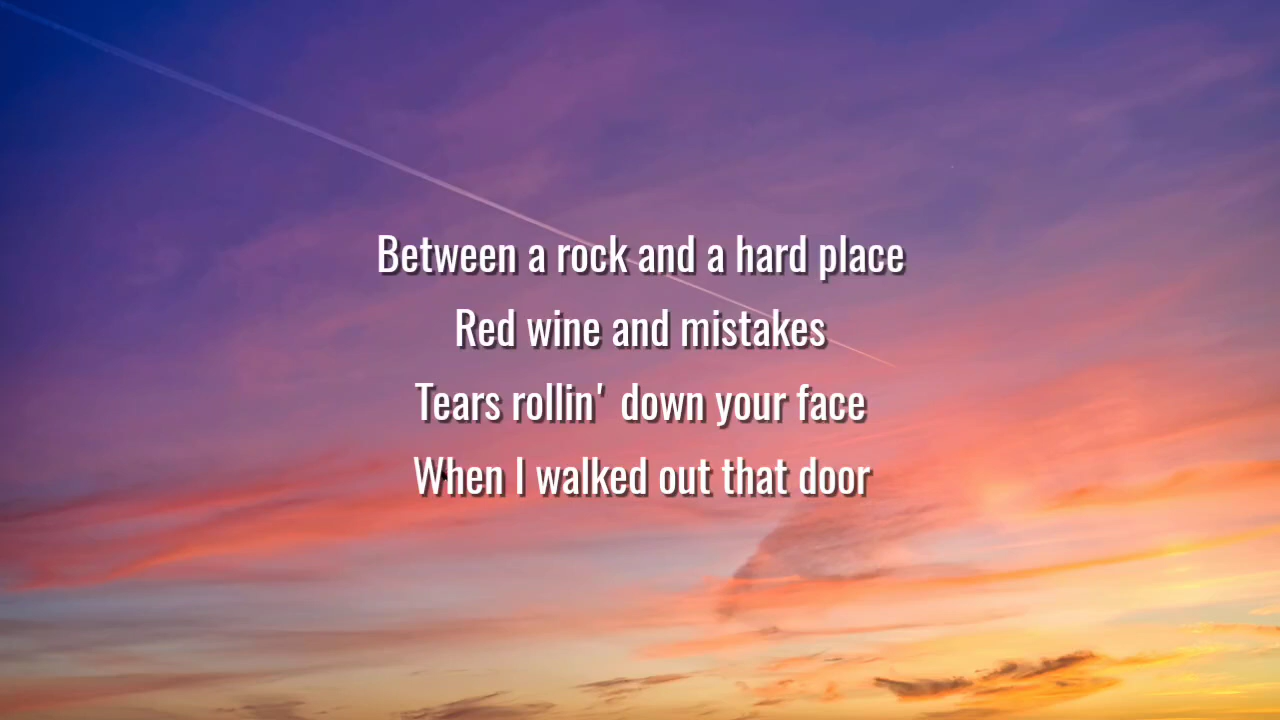 Between a rock and a hard place
Red wine and mistakes
Tears rollin' down your face
When I walked out that door